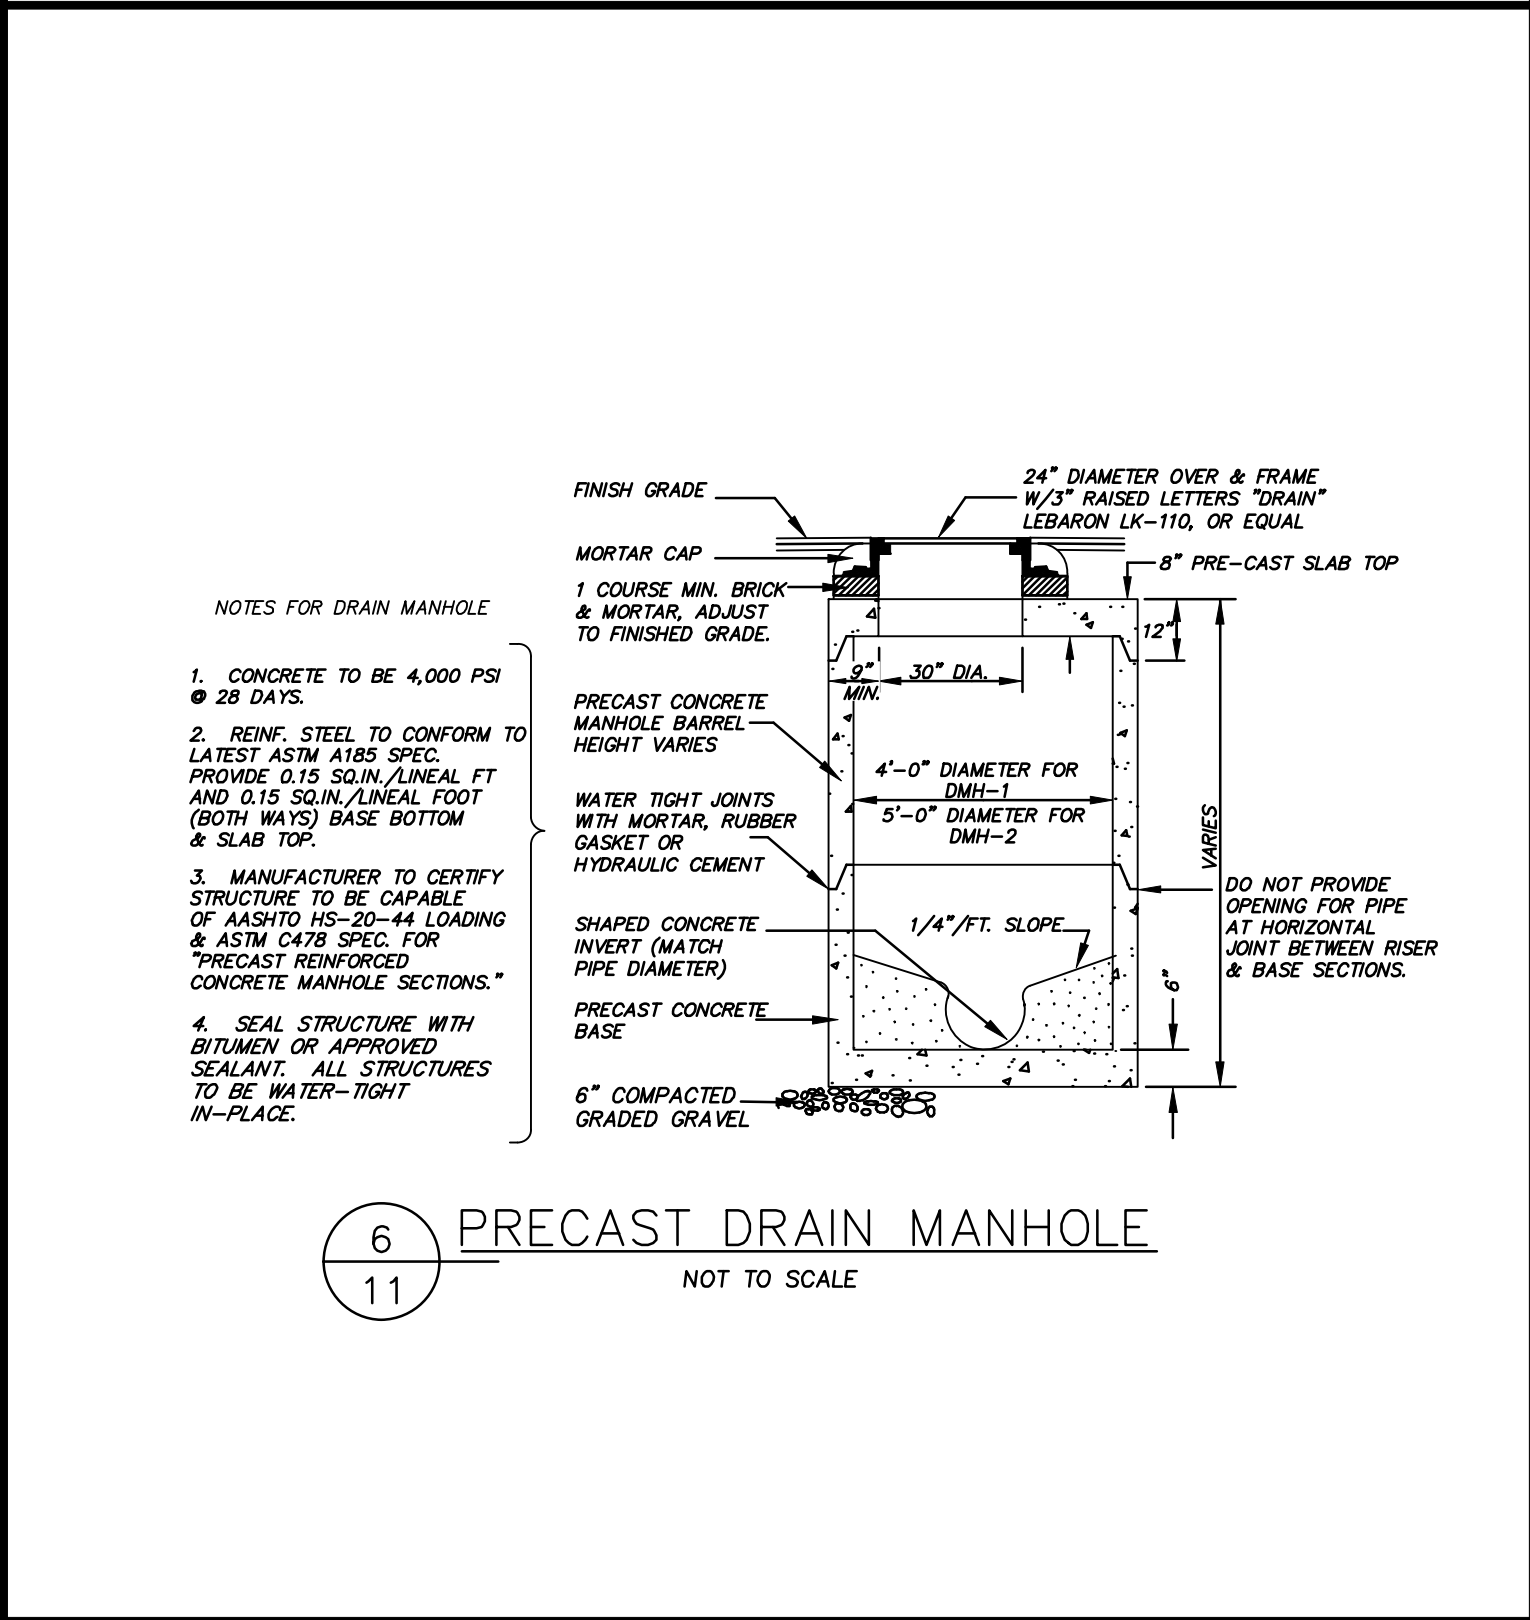 NOTES FOR DRAIN MANHOLE
1. CONCRETE TO BE 4,000 PSI
@ 28 DAYS.
2. REINF. STEEL TO CONFORM TO
LATEST ASTM A185 SPEC.
PROVIDE 0.15 SQ.IN./LINEAL FT
AND 0.15 SQ.IN./LINEAL FOOT
(BOTH WAYS) BASE BOTTOM
& SLAB TOP.
3. MANUFACTURER TO CERTIFY
STRUCTURE TO BE CAPABLE
OF AASHTO HS-20-44 LOADING
& ASTM C478 SPEC. FOR
"PRECAST REINFORCED
CONCRETE MANHOLE SECTIONS."
4. SEAL STRUCTURE WITH
BITUMEN OR APPROVED
SEALANT. ALL STRUCTURES
TO BE WATER-TIGHT
IN-PLACE.
FINISH GRADE
MORTAR CAP
1 COURSE MIN. BRICK
& MORTAR, ADJUST
TO FINISHED GRADE.
PRECAST CONCRETE
MANHOLE BARREL
HEIGHT VARIES
WATER TIGHT JOINTS
WITH MORTAR, RUBBER
GASKET OR
HYDRAULIC CEMENT
SHAPED CONCRETE
INVERT (MATCH
PIPE DIAMETER)
PRECAST CONCRETE
BASE
6" COMPACTED
GRADED GRAVEL
24" DIAMETER OVER & FRAME
W/3" RAISED LETTERS "DRAIN"
LEBARON LK-110, OR EQUAL
8" PRE-CAST SLAB TOP
12"
9"
MIN.
30" DIA.
4'-0" DIAMETER FOR
DMH-1
5'-0" DIAMETER FOR
DMH-2
VARIES
DO NOT PROVIDE
OPENING FOR PIPE
AT HORIZONTAL
JOINT BETWEEN RISER
& BASE SECTIONS.
1/4"/FT. SLOPE
6"
6
11
PRECAST DRAIN MANHOLE
NOT TO SCALE